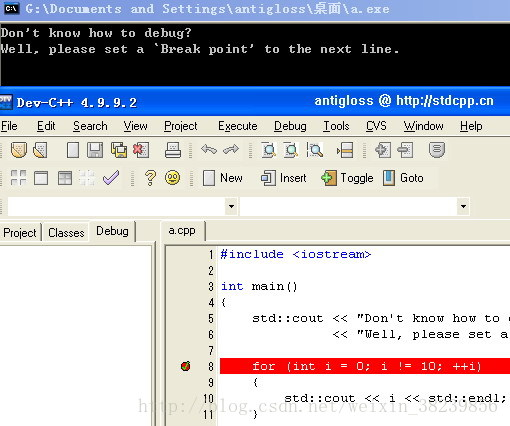 G:\Documents and Settings\antigloss\桌面\a.exe
Don't know how to debug?
Well, please set a `Break point' to the next line.
Dev-C++ 4.9.9.2 antigloss @ http://stdcpp.cn
File Edit Search View Project Execute Debug Tools CVS Window Help
New Insert Toggle Goto
Project Classes Debug a.cpp
1 #include <iostream>
2
3 int main()
4 {
5 std::cout << "Don't know how to
6 << "Well, please set a
7
8 for (int i = 0; i != 10; ++i)
9 {
10 std::cout << i << std::endl;
11 }
http://blog.csdn.net/weixin_38239856